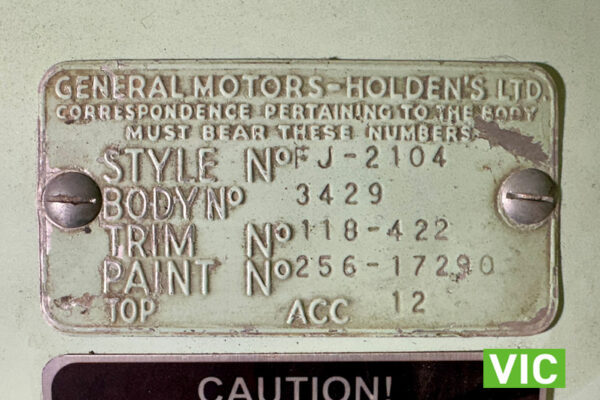 GENERAL MOTORS-HOLDEN'S LTD.
CORRESPONDENCE PERTAINING TO THE BODY
MUST BEAR THESE NUMBERS
STYLE Nº FJ-2104
BODY Nº 3429
TRIM Nº 118-422
PAINT Nº 256-17290
TOP ACC 12
CAUTION!
VIC